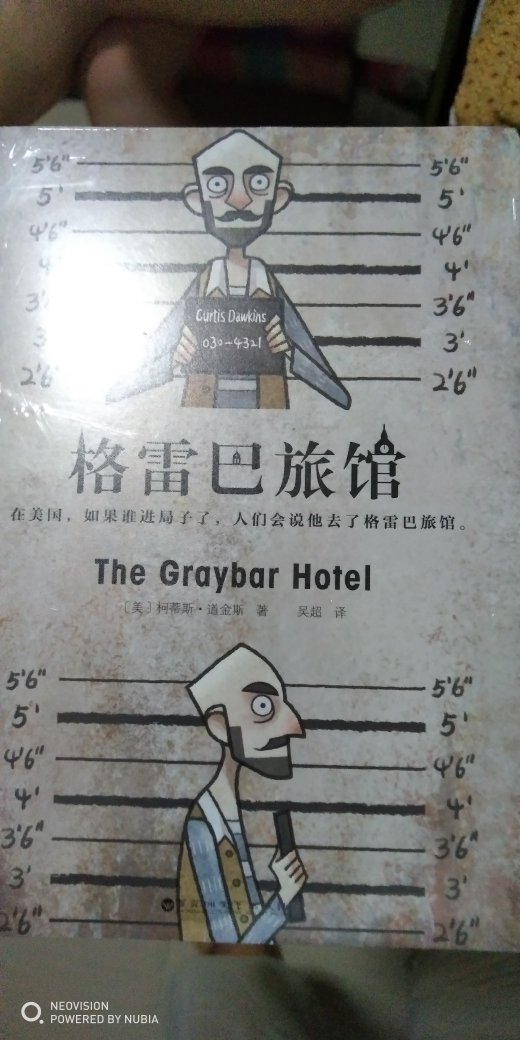 5'6" 5'6"
5' 5'
4'6" 4'6"
4' 4'
3' 3'6"
Curtis Dawkins
3 3'
030-4321
2'6" 2'6"
格雷巴旅馆
在美国，如果谁进局子了，人们会说他去了格雷巴旅馆。
The Graybar Hotel
〔美〕柯蒂斯·道金斯 著 吴超 译
5'6" 5'6"
5' 5'
4'6" 4'6"
4' 4'
3'6" 3'6"
3' 3'
2'6" 2'6"
NEOVISION
POWERED BY NUBIA